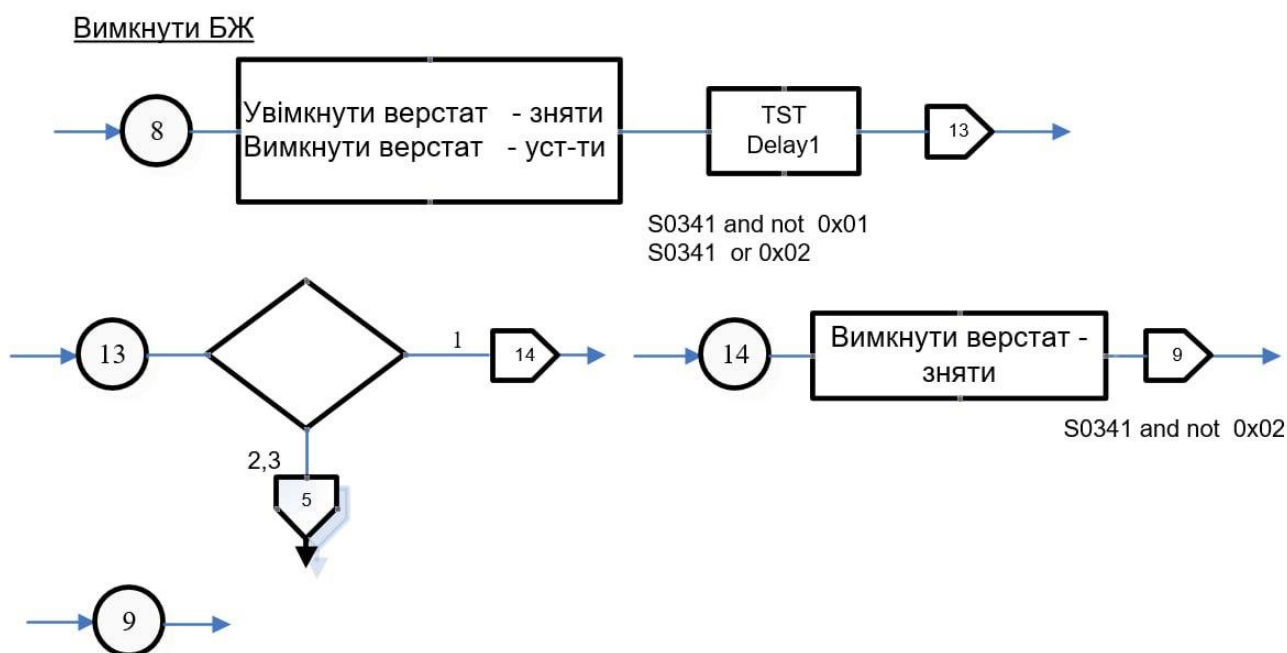 Вимкнути БЖ
8
Увімкнути верстат - зняти
Вимкнути верстат - уст-ти
TST
Delay1
13
S0341 and not 0x01
S0341 or 0x02
13
1
14
2,3
5
14
Вимкнути верстат -
зняти
9
S0341 and not 0x02
9